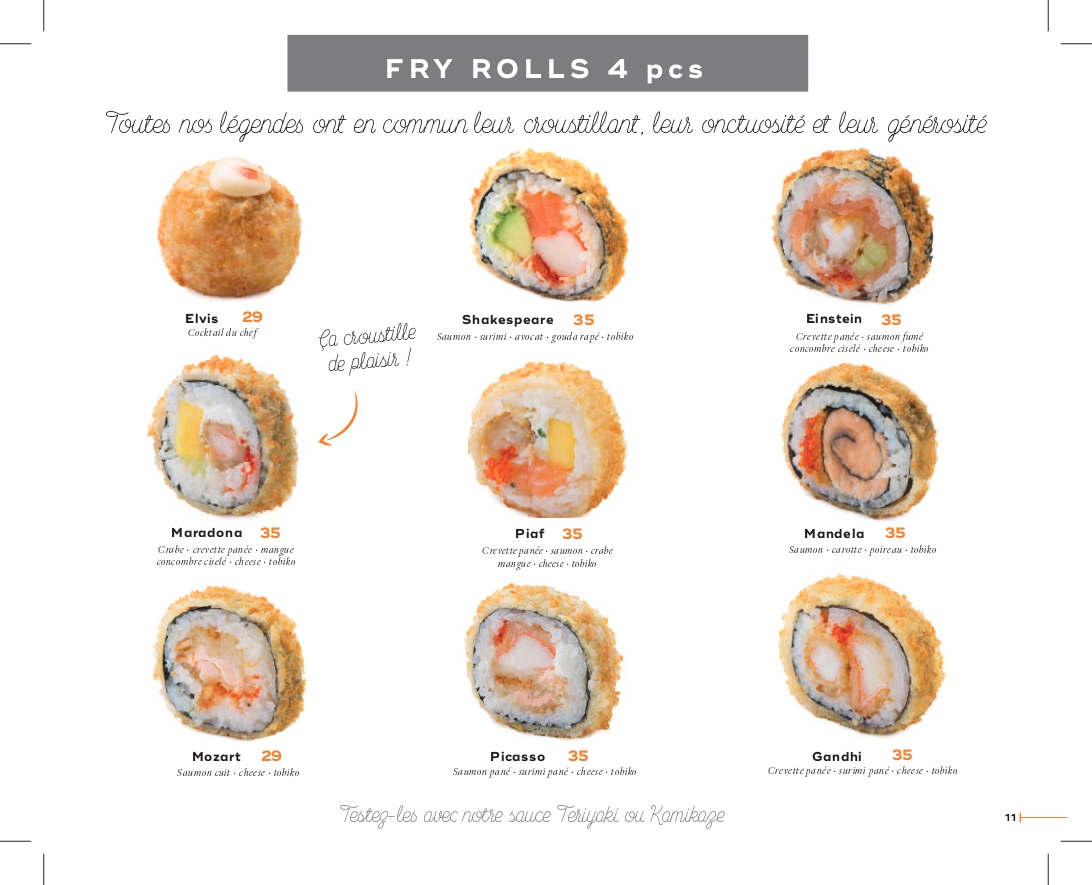 FRY ROLLS 4 pcs
Toutes nos légendes ont en commun leur croustillant, leur onctuosité et leur générosité
Elvis 29
Cocktail du chef
Shakespeare 35
Saumon · surimi · avocat · gouda rapé · tobiko
Einstein 35
Crevette panée · saumon fumé
concombre ciselé · cheese · tobiko
Ça croustille
de plaisir !
Maradona 35
Crabe · crevette panée · mangue
concombre ciselé · cheese · tobiko
Piaf 35
Crevette panée · saumon · crabe
mangue · cheese · tobiko
Mandela 35
Saumon · carotte · poireau · tobiko
Mozart 29
Saumon cuit · cheese · tobiko
Picasso 35
Saumon pané · surimi pané · cheese · tobiko
Gandhi 35
Crevette panée · surimi pané · cheese · tobiko
Testez-les avec notre sauce Teriyaki ou Kamikaze
11